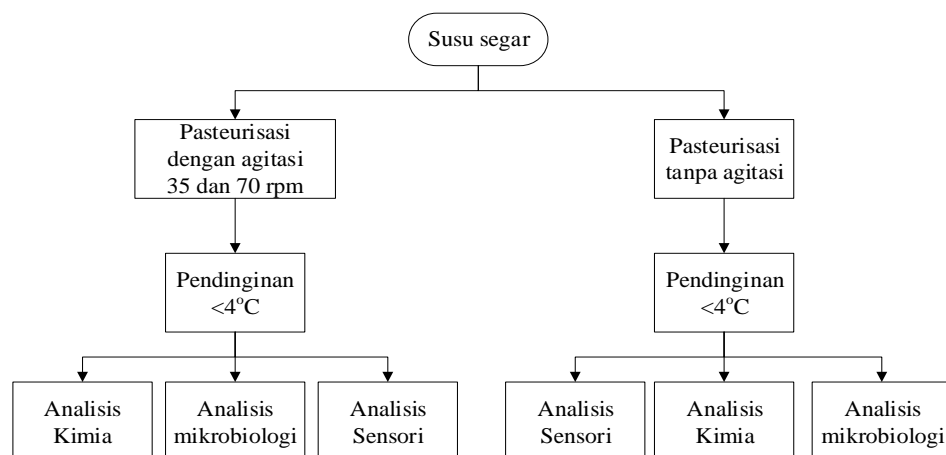 Susu segar
Pasteurisasi
dengan agitasi
35 dan 70 rpm
Pasteurisasi
tanpa agitasi
Pendinginan
<4°C
Pendinginan
<4°C
Analisis
Kimia
Analisis
mikrobiologi
Analisis
Sensori
Analisis
Sensori
Analisis
Kimia
Analisis
mikrobiologi